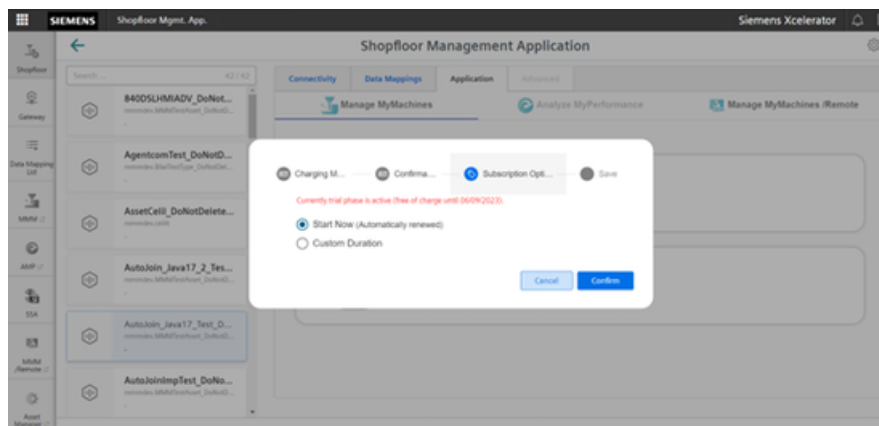 SIEMENS Shopfloor Mgmt. App. Siemens Xcelerator
Shopfloor Management Application
Shopfloor
Gateway
Data Mapping
List
MMM
AMP
SSA
MMM
/Remote
Asset
Manager
Search ... 42 / 42
840DSLHMIADV_DoNot...
AgentcomTest_DoNotD...
AssetCelil_DoNotDelete...
AutoJoin_Java17_2_Tes...
AutoJoin_Java17_Test_D...
AutoJoinImpTest_DoNo...
Connectivity Data Mappings Application Advanced
Manage MyMachines Analyze MyPerformance Manage MyMachines /Remote
Charging M... Confirma... Subscription Opti... Save
Currently trial phase is active (free of charge until 06/09/2023).
Start Now (Automatically renewed)
Custom Duration
Cancel Confirm